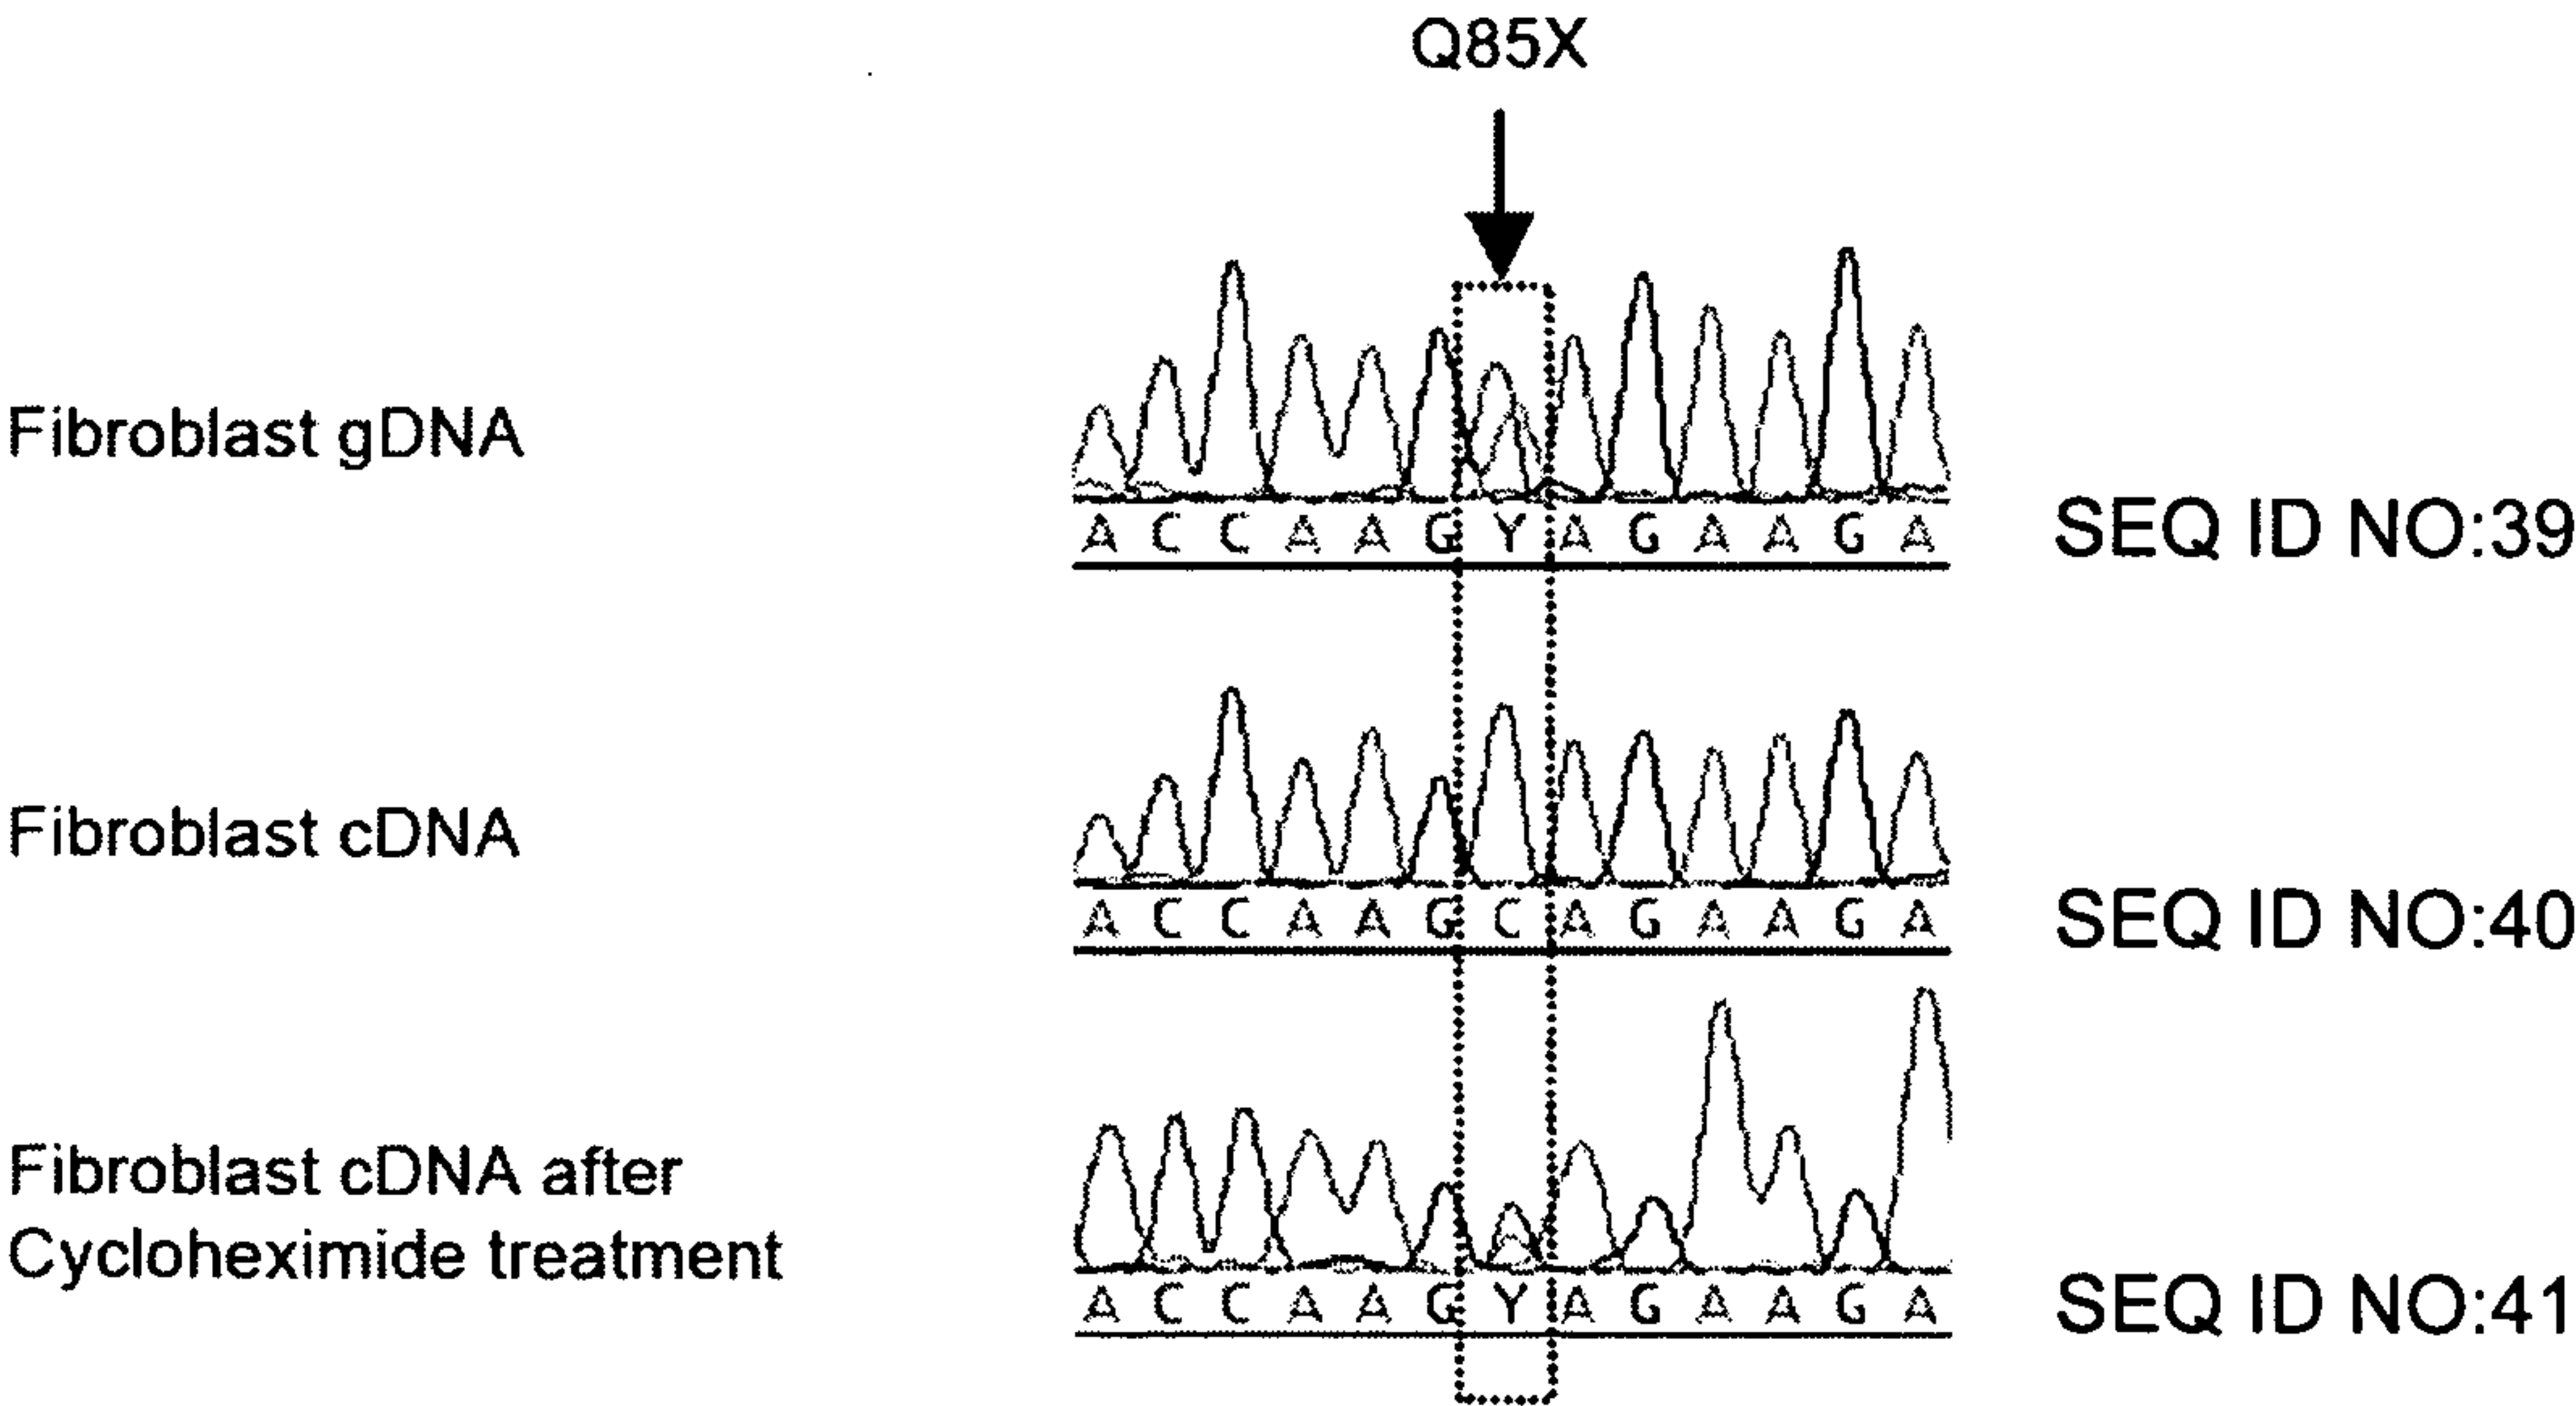 Q85X
Fibroblast gDNA
A C C A A G Y A G A A G A
SEQ ID NO:39
Fibroblast cDNA
A C C A A G C A G A A G A
SEQ ID NO:40
Fibroblast cDNA after
Cycloheximide treatment
A C C A A G Y A G A A G A
SEQ ID NO:41